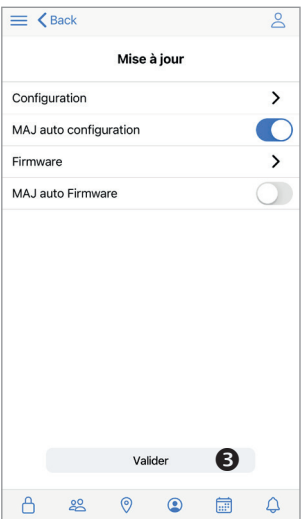 Back
Mise à jour
Configuration
MAJ auto configuration
Firmware
MAJ auto Firmware
Valider 3